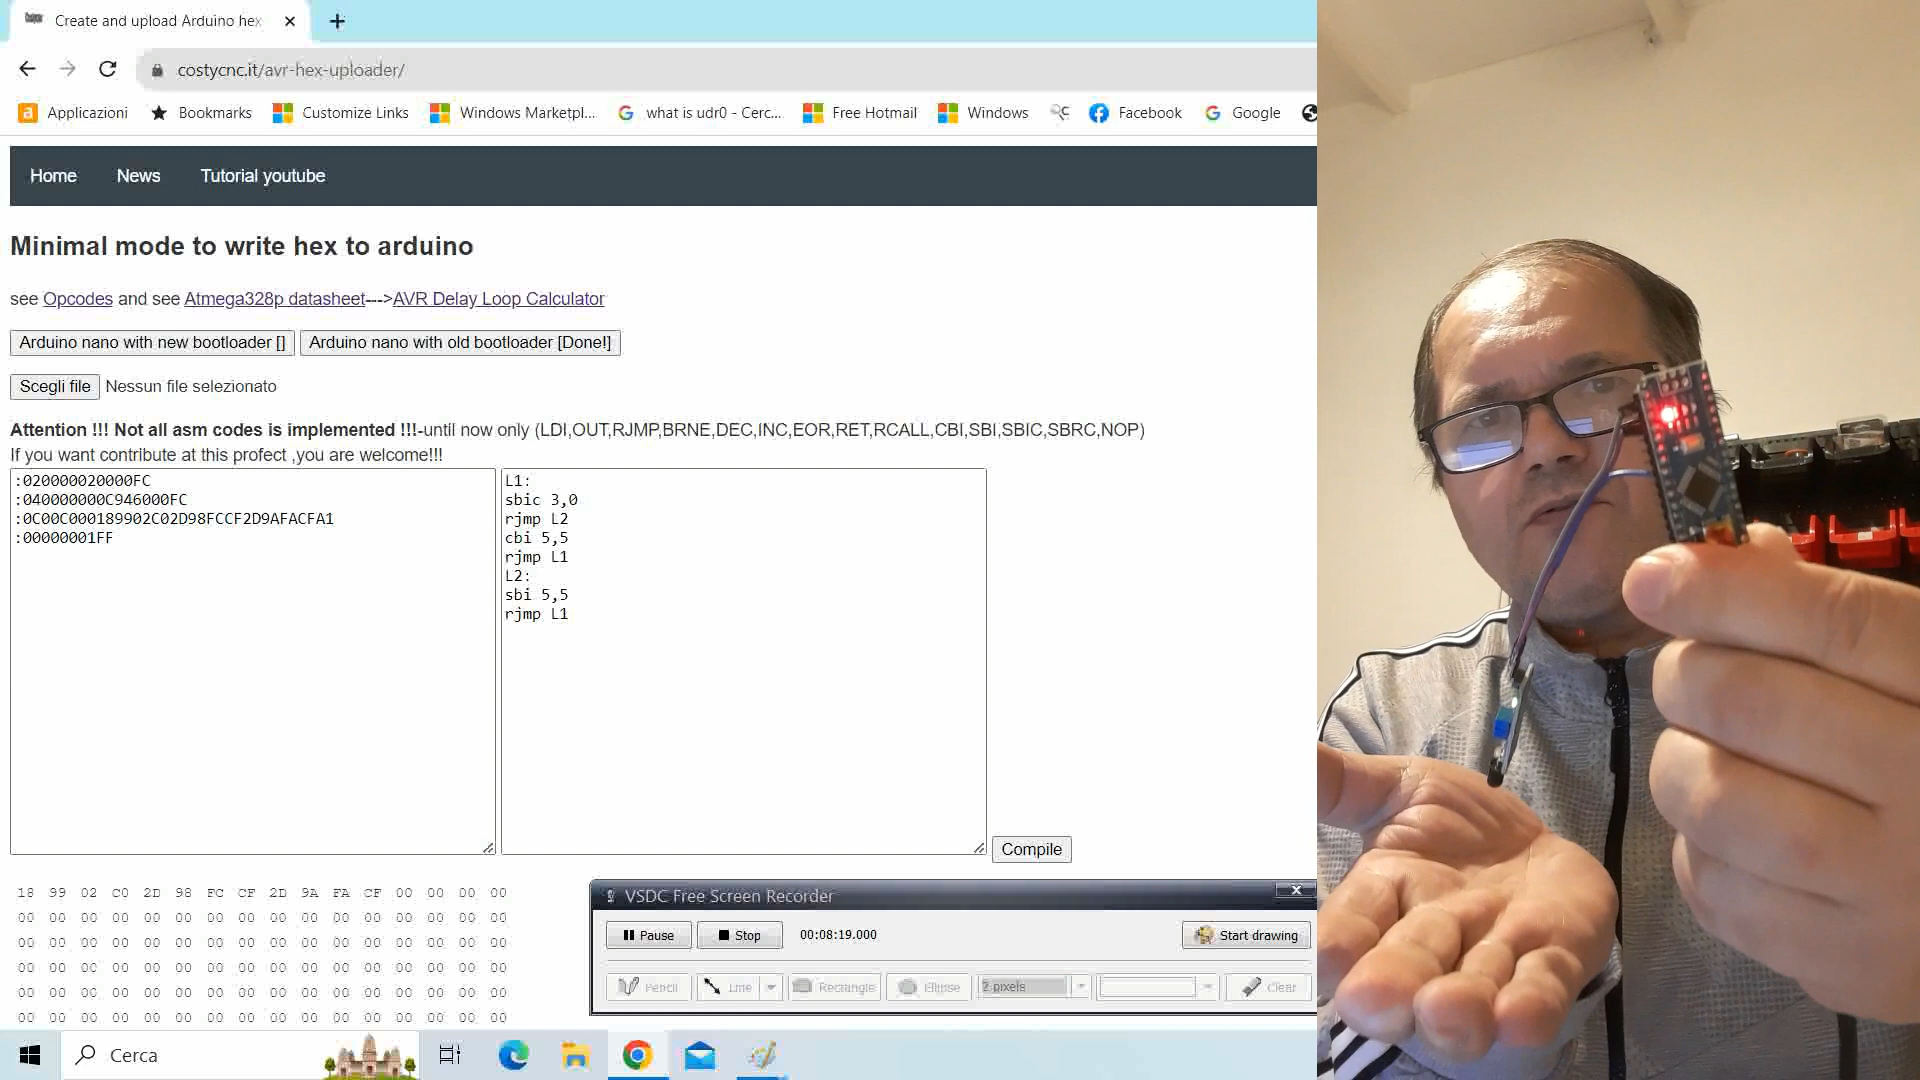 Create and upload Arduino hex
costycnc.it/avr-hex-uploader/
Applicazioni Bookmarks Customize Links Windows Marketpl... what is udr0 - Cerc... Free Hotmail Windows Facebook Google
Home News Tutorial youtube
Minimal mode to write hex to arduino
see Opcodes and see Atmega328p datasheet--->AVR Delay Loop Calculator
Arduino nano with new bootloader [] Arduino nano with old bootloader [Done!]
Scegli file Nessun file selezionato
Attention !!! Not all asm codes is implemented !!!-until now only (LDI,OUT,RJMP,BRNE,DEC,INC,EOR,RET,RCALL,CBI,SBI,SBIC,SBRC,NOP)
If you want contribute at this profect ,you are welcome!!!
:020000020000FC
:040000000C946000FC
:0C00C000189902C02D98FCCF2D9AFACFA1
:00000001FF
L1:
sbic 3,0
rjmp L2
cbi 5,5
rjmp L1
L2:
sbi 5,5
rjmp L1
Compile
18 99 02 C0 2D 98 FC CF 2D 9A FA CF 00 00 00 00
00 00 00 00 00 00 00 00 00 00 00 00 00 00 00 00
00 00 00 00 00 00 00 00 00 00 00 00 00 00 00 00
00 00 00 00 00 00 00 00 00 00 00 00 00 00 00 00
00 00 00 00 00 00 00 00 00 00 00 00 00 00 00 00
00 00 00 00 00 00 00 00 00 00 00 00 00 00 00 00
VSDC Free Screen Recorder
Pause Stop 00:08:19.000 Start drawing
Pencil Line Rectangle Ellipse 2 pixels Clear
Cerca